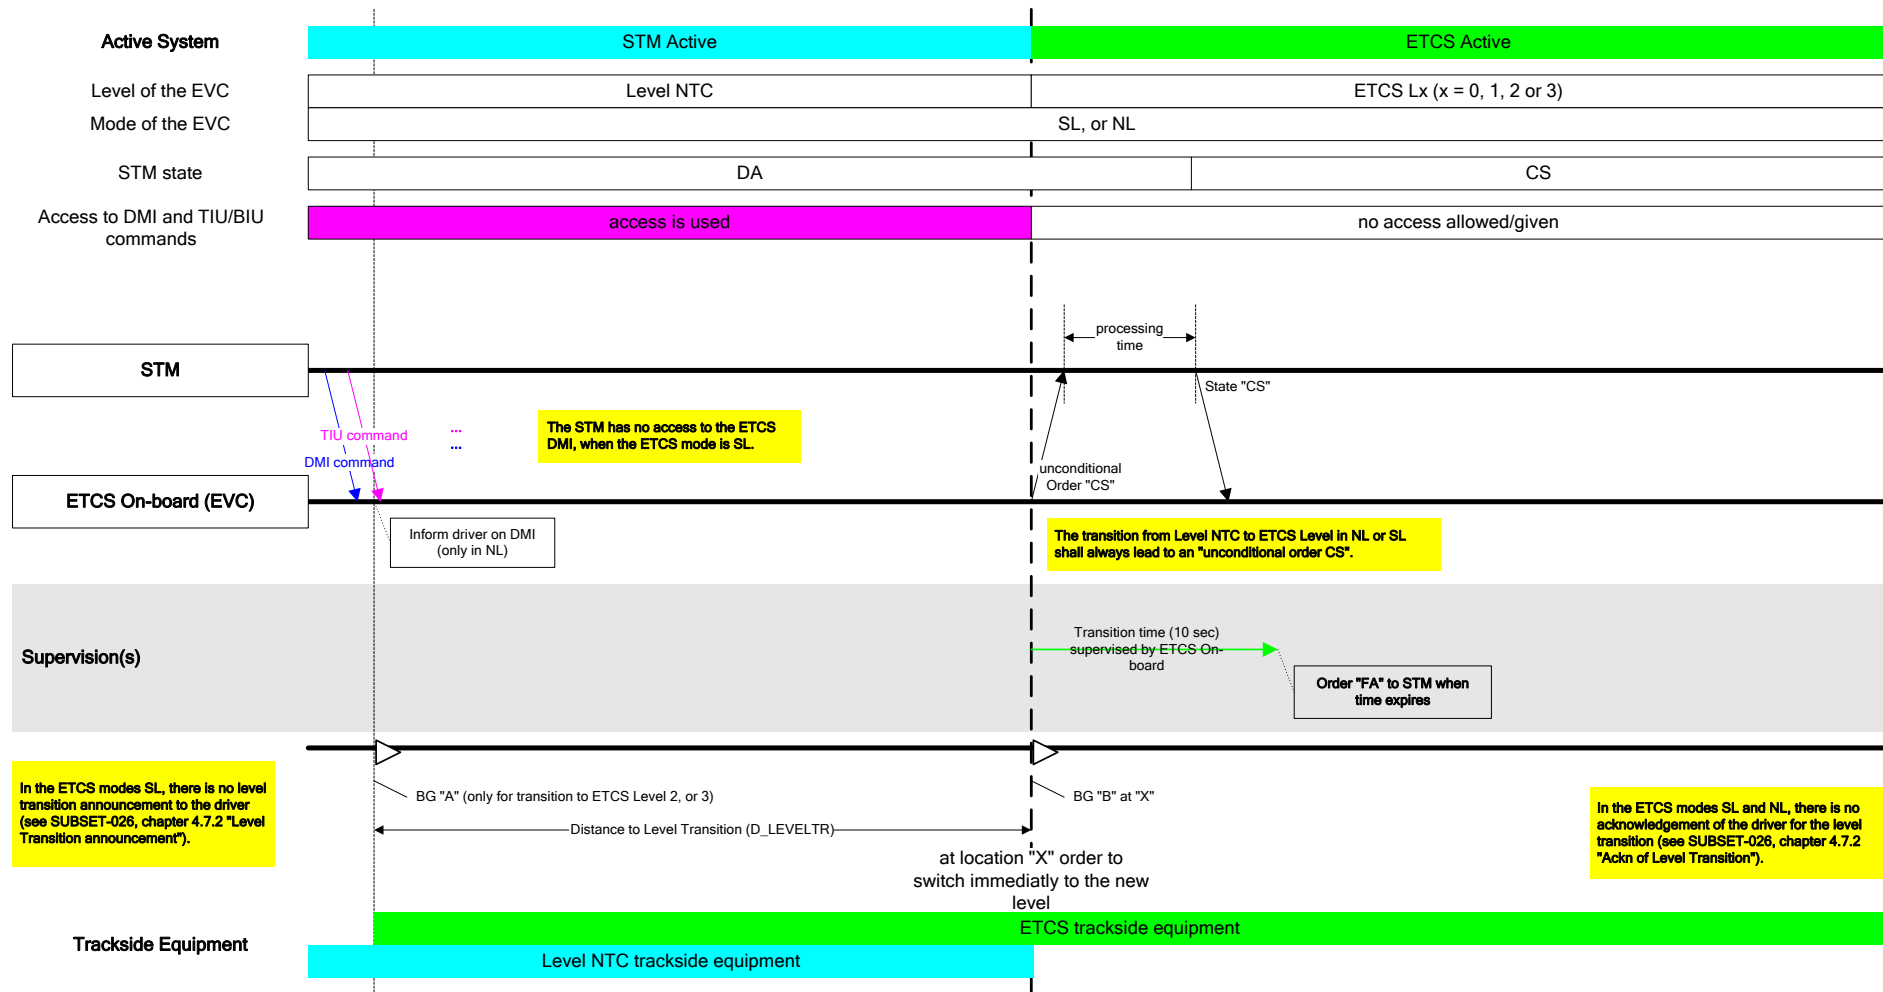 Active System
STM Active
ETCS Active
Level of the EVC
Level NTC
ETCS Lx (x = 0, 1, 2 or 3)
Mode of the EVC
SL, or NL
STM state
DA
CS
Access to DMI and TIU/BIU
commands
access is used
no access allowed/given
processing
time
STM
State "CS"
TIU command
...
DMI command
...
The STM has no access to the ETCS
DMI, when the ETCS mode is SL.
unconditional
Order "CS"
ETCS On-board (EVC)
Inform driver on DMI
(only in NL)
The transition from Level NTC to ETCS Level in NL or SL
shall always lead to an "unconditional order CS".
Supervision(s)
Transition time (10 sec)
supervised by ETCS On-
board
Order "FA" to STM when
time expires
In the ETCS modes SL, there is no level
transition announcement to the driver
(see SUBSET-026, chapter 4.7.2 "Level
Transition announcement").
BG "A" (only for transition to ETCS Level 2, or 3)
BG "B" at "X"
Distance to Level Transition (D_LEVELTR)
In the ETCS modes SL and NL, there is no
acknowledgement of the driver for the level
transition (see SUBSET-026, chapter 4.7.2
"Ackn of Level Transition").
at location "X" order to
switch immediatly to the new
level
Trackside Equipment
ETCS trackside equipment
Level NTC trackside equipment